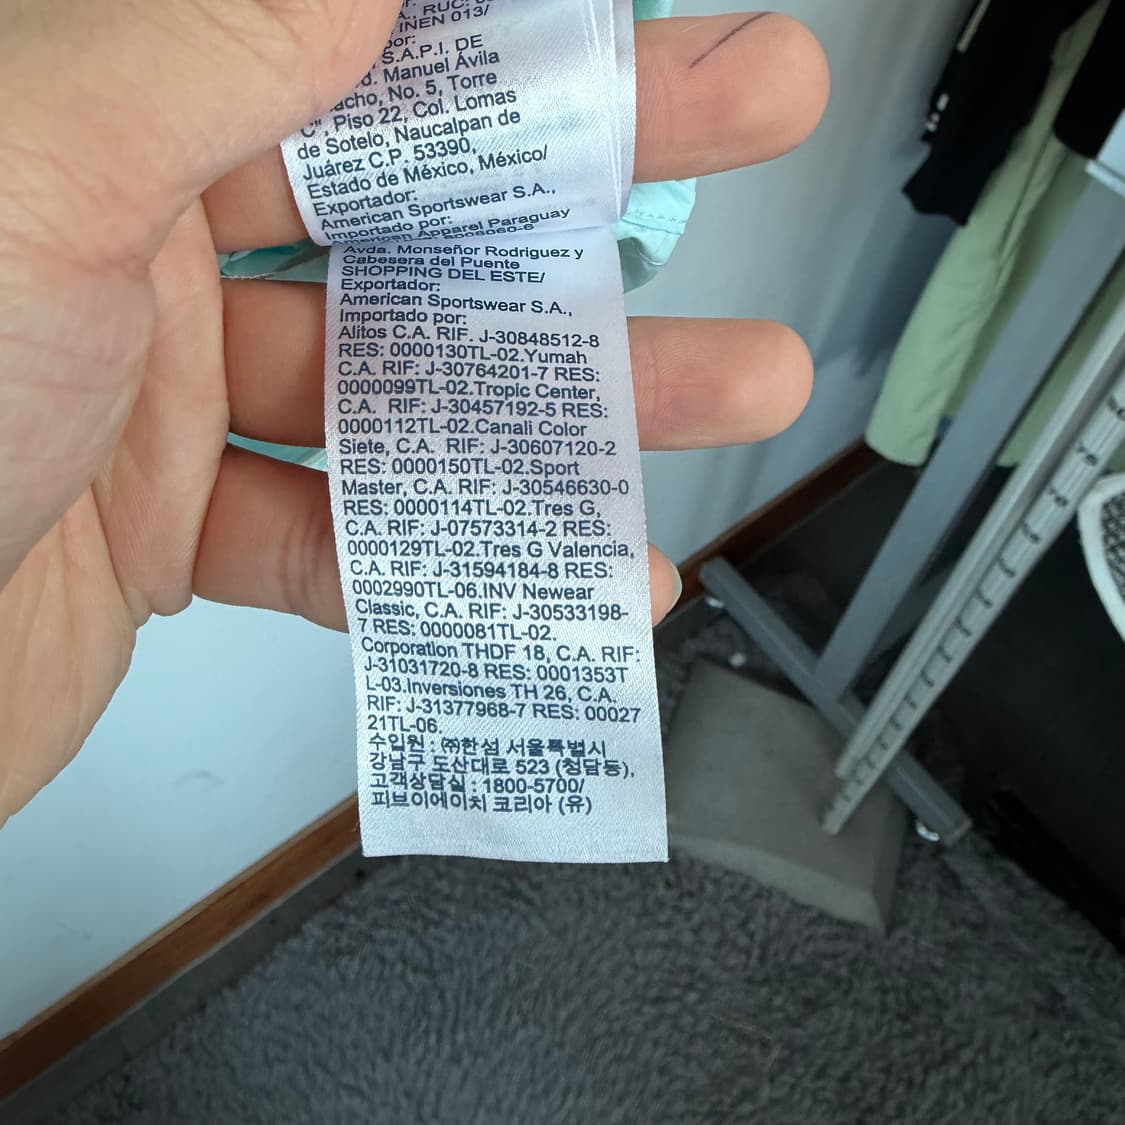 INEN 013/
por:
S.A.P.I. DE
d. Manuel Ávila
acho, No. 5, Torre
C", Piso 22, Col. Lomas
de Sotelo, Naucalpan de
Juárez C.P. 53390,
Estado de México, México/
Exportador:
American Sportswear S.A.,
Importado por:
American Apparel Paraguay
Avda. Monseñor Rodriguez y
Cabesera del Puente
SHOPPING DEL ESTE/
Exportador:
American Sportswear S.A.,
Importado por:
Alitos C.A. RIF. J-30848512-8
RES: 0000130TL-02.Yumah
C.A. RIF: J-30764201-7 RES:
0000099TL-02.Tropic Center,
C.A. RIF: J-30457192-5 RES:
0000112TL-02.Canali Color
Siete, C.A. RIF: J-30607120-2
RES: 0000150TL-02.Sport
Master, C.A. RIF: J-30546630-0
RES: 0000114TL-02.Tres G,
C.A. RIF: J-07573314-2 RES:
0000129TL-02.Tres G Valencia,
C.A. RIF: J-31594184-8 RES:
0002990TL-06.INV Newear
Classic, C.A. RIF: J-30533198-
7 RES: 0000081TL-02.
Corporation THDF 18, C.A. RIF:
J-31031720-8 RES: 0001353T
L-03.Inversiones TH 26, C.A.
RIF: J-31377968-7 RES: 00027
21TL-06.
수입원 : ㈜한섬 서울특별시
강남구 도산대로 523 (청담동),
고객상담실 : 1800-5700/
피브이에이치 코리아 (유)